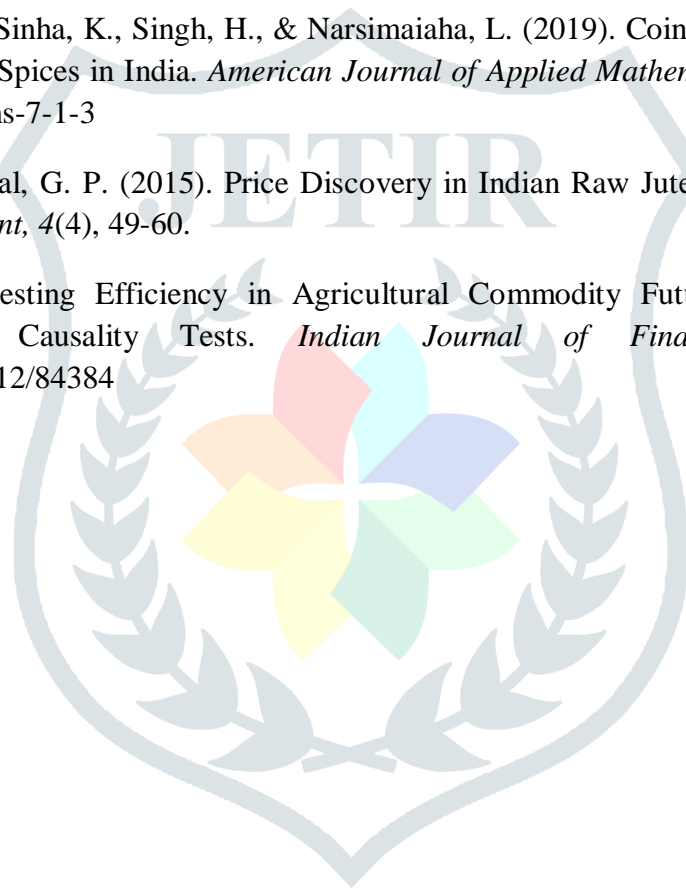 Sinha, K., Singh, H., & Narsimaiaha, L. (2019). Coin
Spices in India. American Journal of Applied Mathem
s-7-1-3
JETIR
al, G. P. (2015). Price Discovery in Indian Raw Jute
nt, 4(4), 49-60.
esting Efficiency in Agricultural Commodity Futu
Causality Tests. Indian Journal of Fina
12/84384